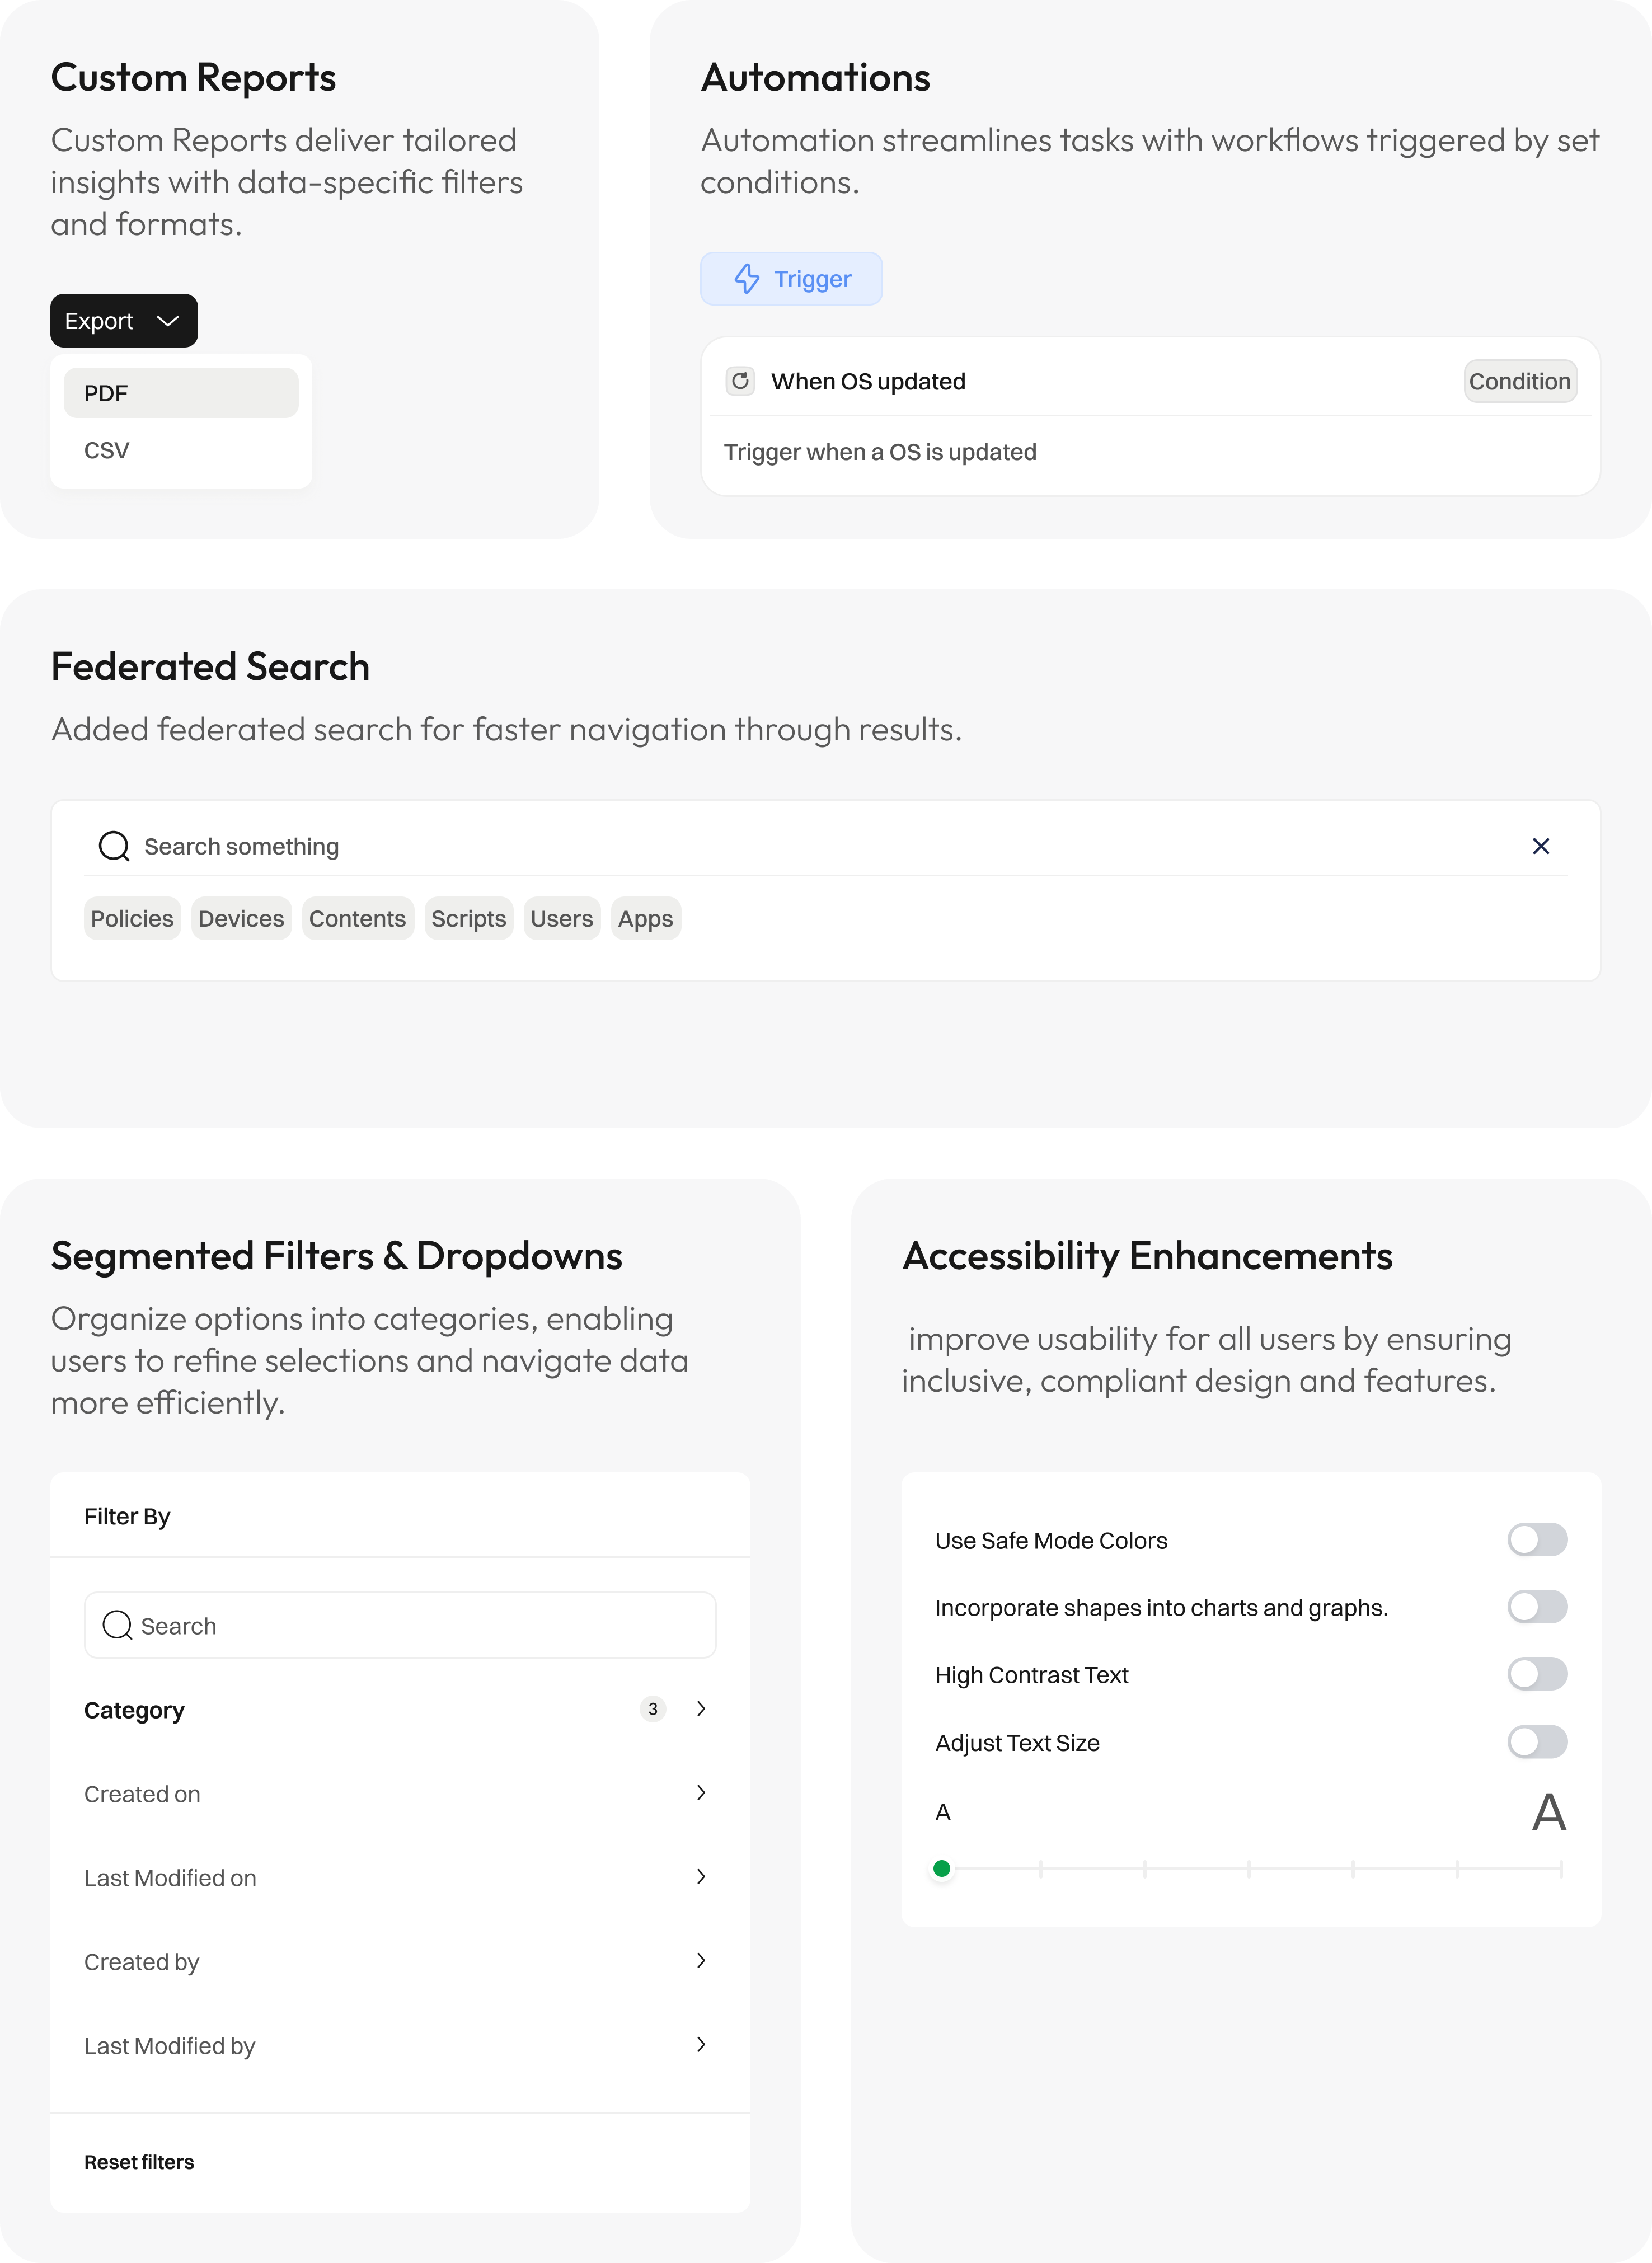 Custom Reports
Custom Reports deliver tailored
insights with data-specific filters
and formats.
Export
PDF
CSV
Automations
Automation streamlines tasks with workflows triggered by set
conditions.
Trigger
When OS updated
Condition
Trigger when a OS is updated
Federated Search
Added federated search for faster navigation through results.
Search something
Policies Devices Contents Scripts Users Apps
Segmented Filters & Dropdowns
Organize options into categories, enabling
users to refine selections and navigate data
more efficiently.
Filter By
Search
Category 3
Created on
Last Modified on
Created by
Last Modified by
Reset filters
Accessibility Enhancements
improve usability for all users by ensuring
inclusive, compliant design and features.
Use Safe Mode Colors
Incorporate shapes into charts and graphs.
High Contrast Text
Adjust Text Size
A A